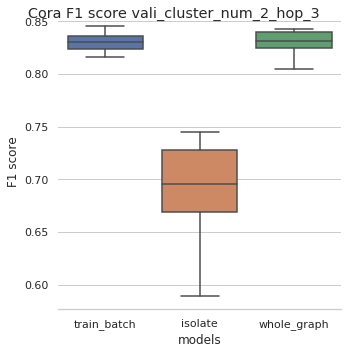 Cora F1 score vali_cluster_num_2_hop_3
0.85
0.80
0.75
0.70
0.65
0.60
F1 score
train_batch isolate whole_graph
models